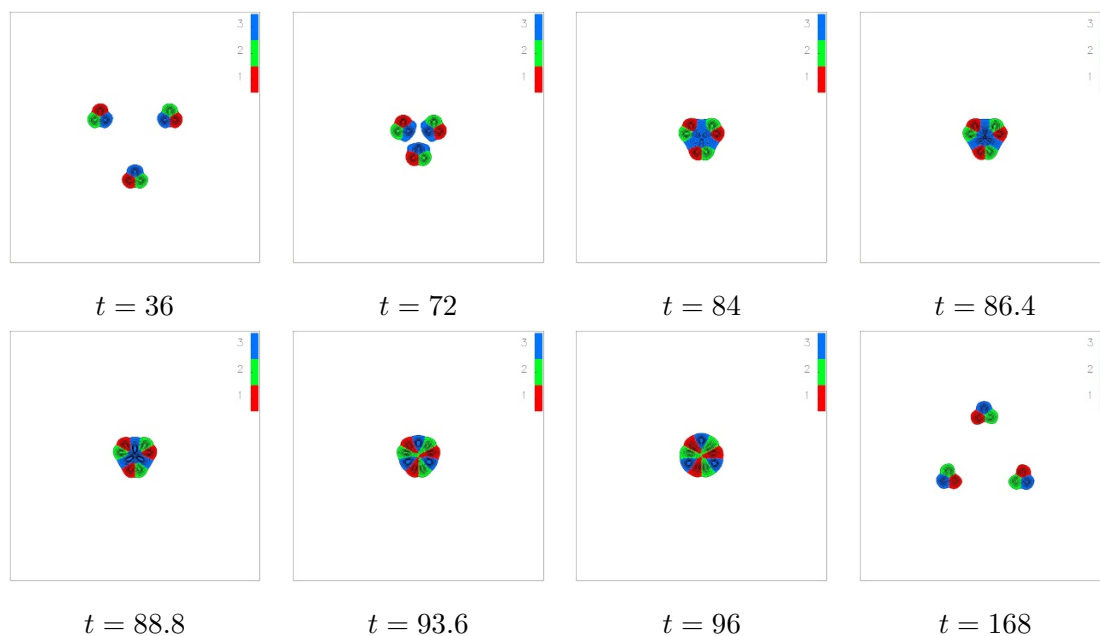 3 3 3 3
2 2 2 2
1 1 1 1
t = 36 t = 72 t = 84 t = 86.4
3 3 3 3
2 2 2 2
1 1 1 1
t = 88.8 t = 93.6 t = 96 t = 168